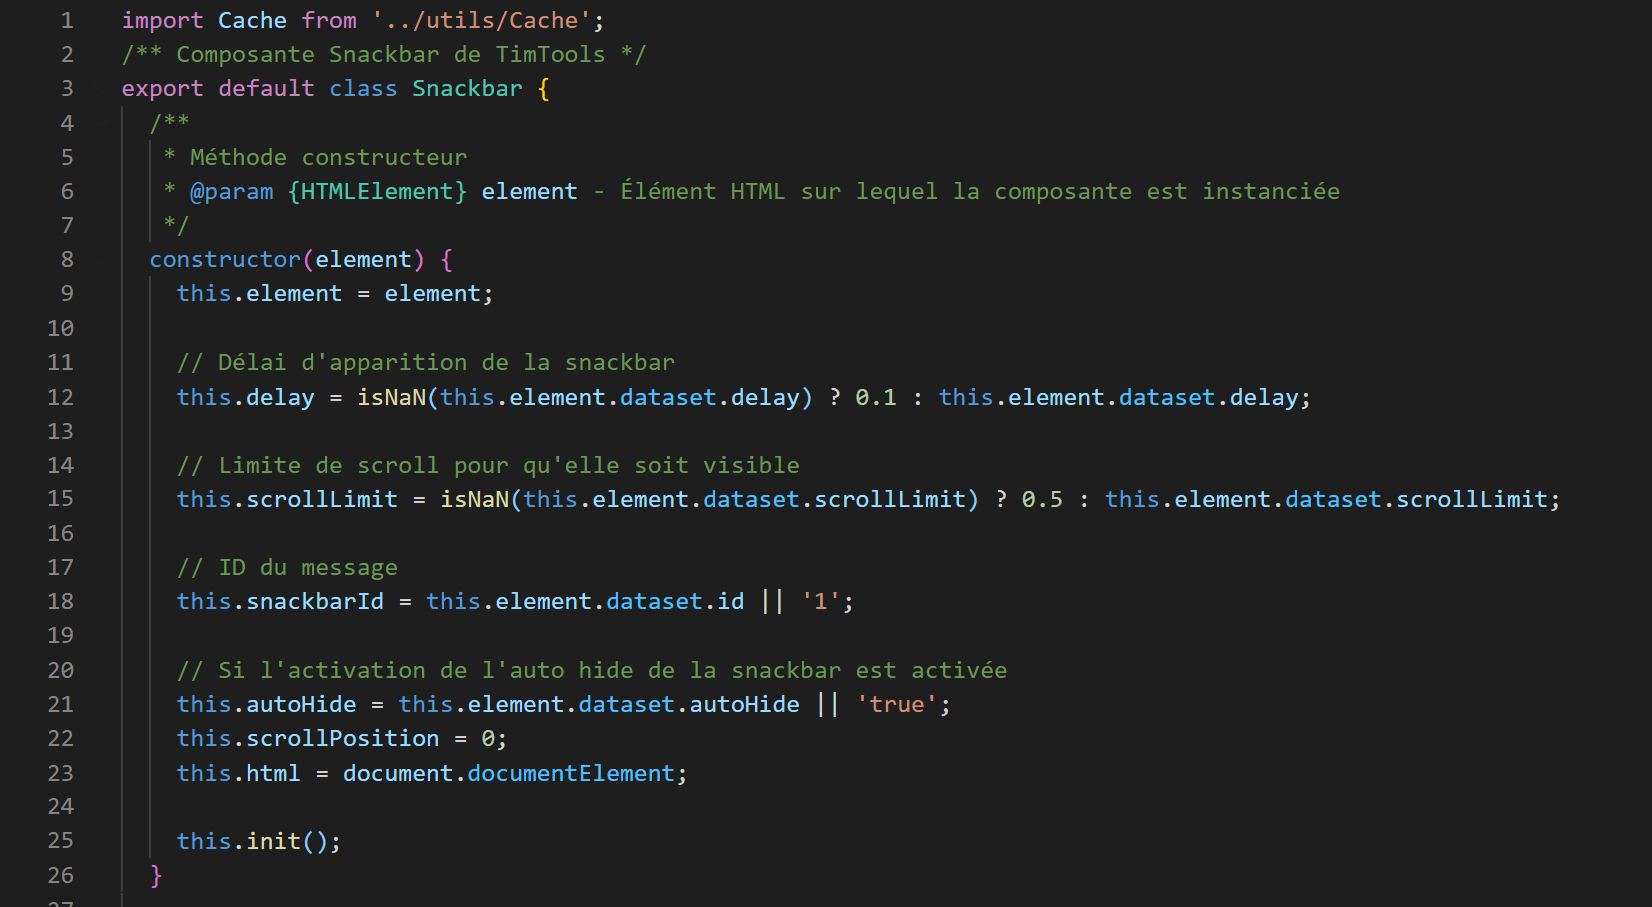 1 import Cache from '../utils/Cache';
2 /** Composante Snackbar de TimTools */
3 export default class Snackbar {
4 /**
5 * Méthode constructeur
6 * @param {HTMLElement} element - Élément HTML sur lequel la composante est instanciée
7 */
8 constructor(element) {
9 this.element = element;
10
11 // Délai d'apparition de la snackbar
12 this.delay = isNaN(this.element.dataset.delay) ? 0.1 : this.element.dataset.delay;
13
14 // Limite de scroll pour qu'elle soit visible
15 this.scrollLimit = isNaN(this.element.dataset.scrollLimit) ? 0.5 : this.element.dataset.scrollLimit;
16
17 // ID du message
18 this.snackbarId = this.element.dataset.id || '1';
19
20 // Si l'activation de l'auto hide de la snackbar est activée
21 this.autoHide = this.element.dataset.autoHide || 'true';
22 this.scrollPosition = 0;
23 this.html = document.documentElement;
24
25 this.init();
26 }
27